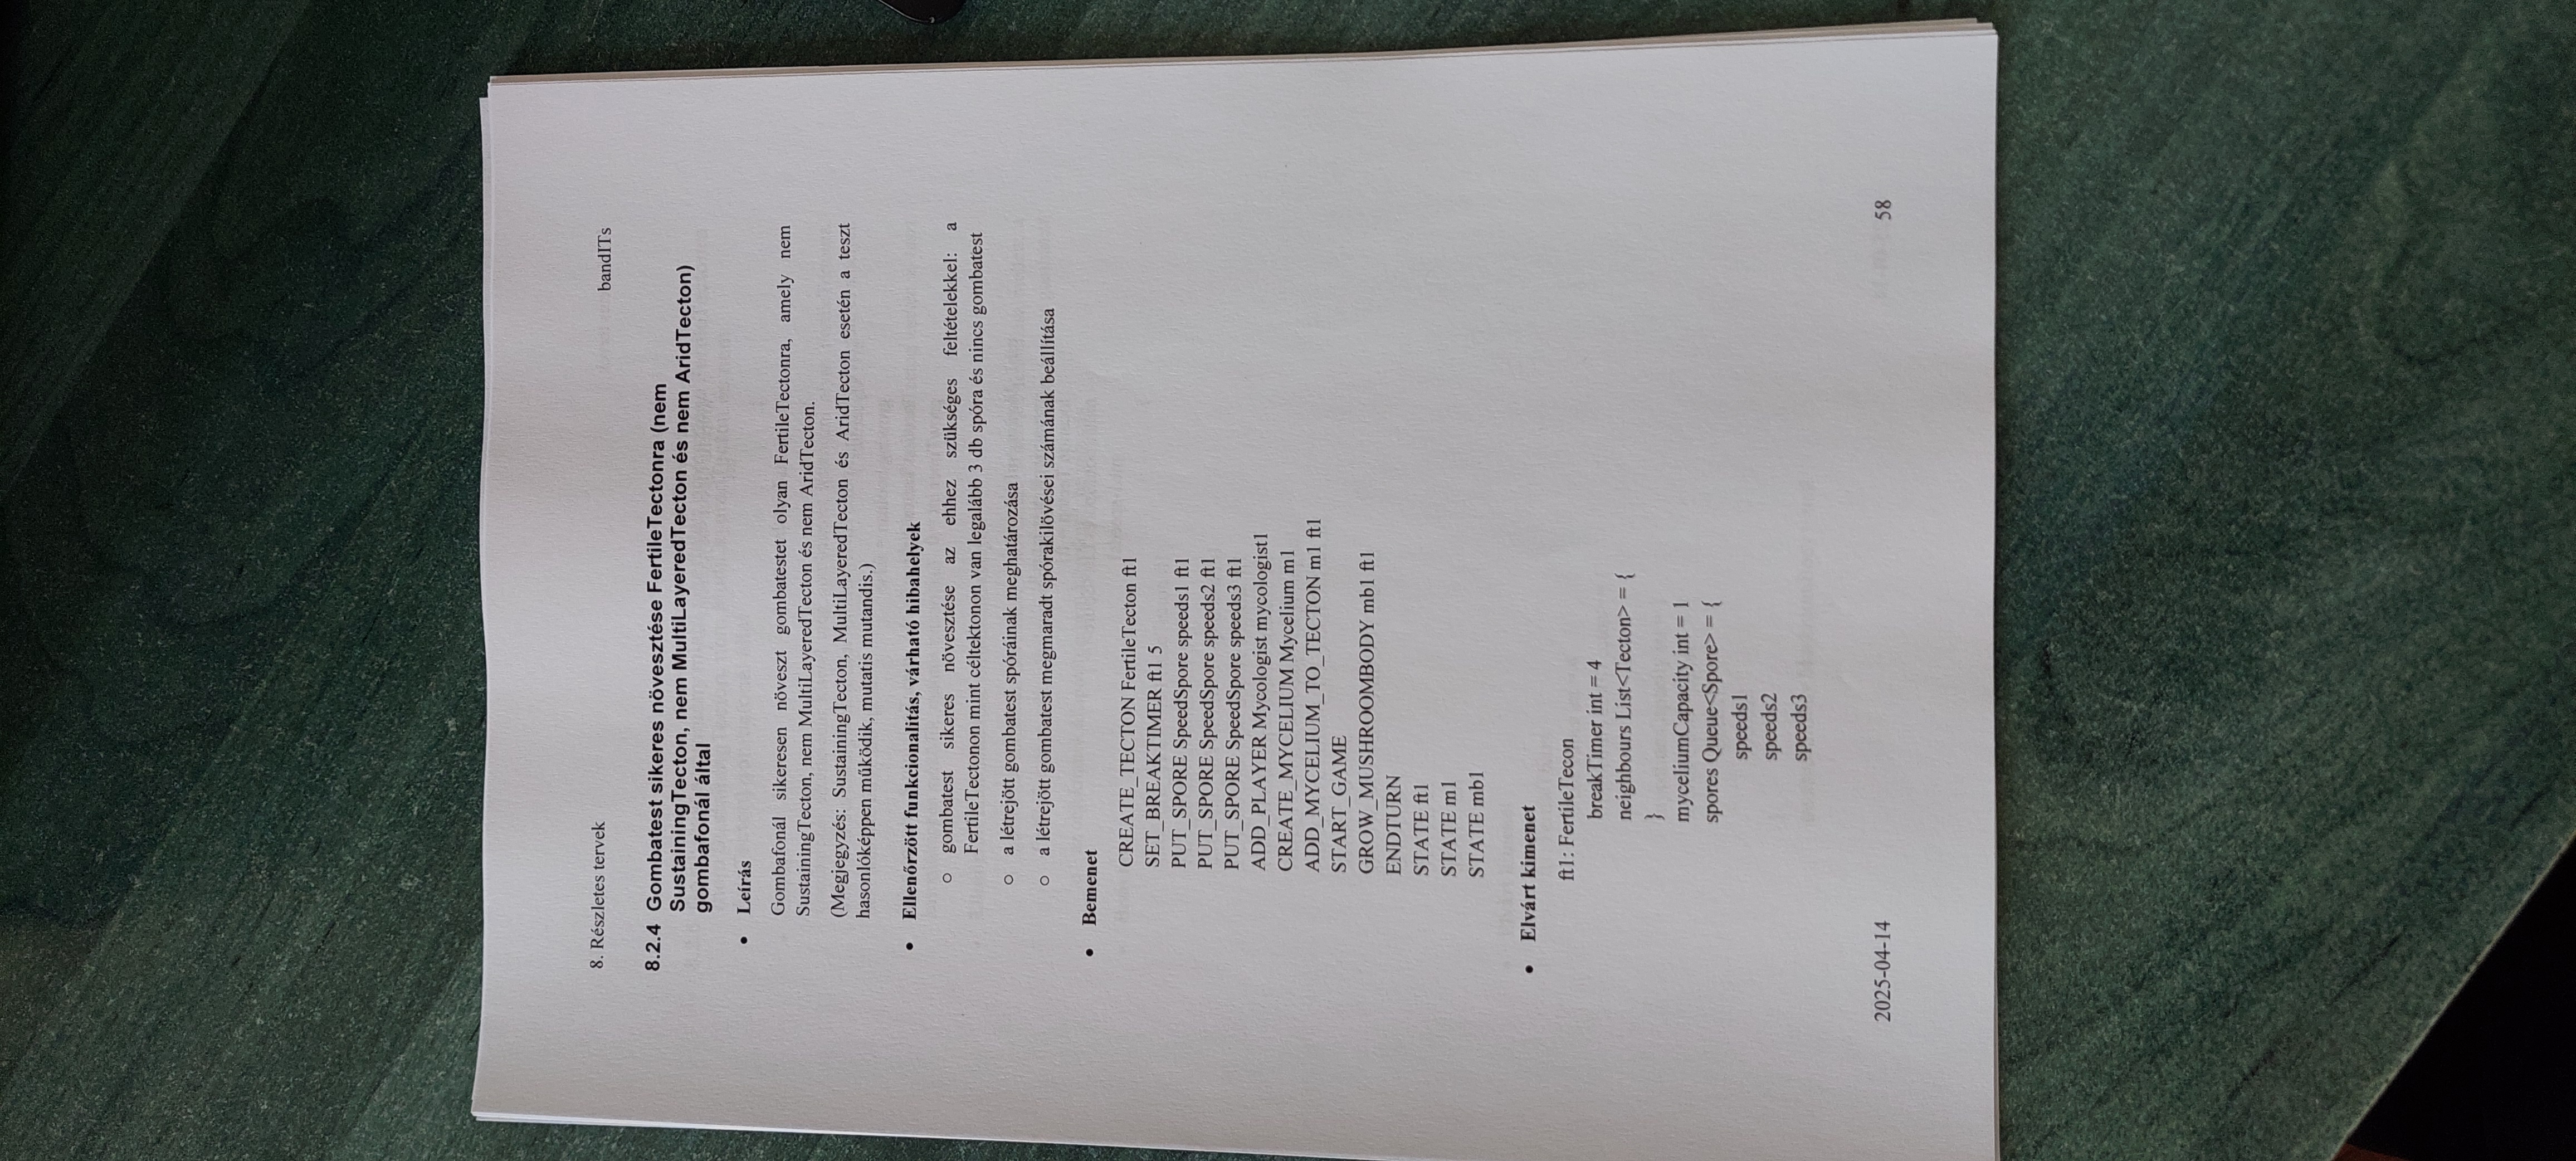 8. Részletes tervek
bandITs
8.2.4 Gombatest sikeres növesztése FertileTectonra (nem
SustainingTecton, nem MultiLayeredTecton és nem AridTecton)
gombafonál által
• Leírás
Gombafonál sikeresen növeszt gombatestet olyan FertileTectonra, amely nem
SustainingTecton, nem MultiLayeredTecton és nem AridTecton.
(Megjegyzés: SustainingTecton, MultiLayeredTecton és AridTecton esetén a teszt
hasonlóképpen működik, mutatis mutandis.)
• Ellenőrzött funkcionalitás, várható hibahelyek
o gombatest sikeres növesztése az ehhez szükséges feltételekkel: a
FertileTectonon mint céltektonon van legalább 3 db spóra és nincs gombatest
o a létrejött gombatest spóráinak meghatározása
o a létrejött gombatest megmaradt spórakilövései számának beállítása
• Bemenet
CREATE_TECTON FertileTecton ft1
SET_BREAKTIMER ft1 5
PUT_SPORE SpeedSpore speeds1 ft1
PUT_SPORE SpeedSpore speeds2 ft1
PUT_SPORE SpeedSpore speeds3 ft1
ADD_PLAYER Mycologist mycologist1
CREATE_MYCELIUM Mycelium m1
ADD_MYCELIUM_TO_TECTON m1 ft1
START_GAME
GROW_MUSHROOMBODY mb1 ft1
ENDTURN
STATE ft1
STATE m1
STATE mb1
• Elvárt kimenet
ft1: FertileTecon
breakTimer int = 4
neighbours List<Tecton> = {
}
myceliumCapacity int = 1
spores Queue<Spore> = {
speeds1
speeds2
speeds3
2025-04-14
58